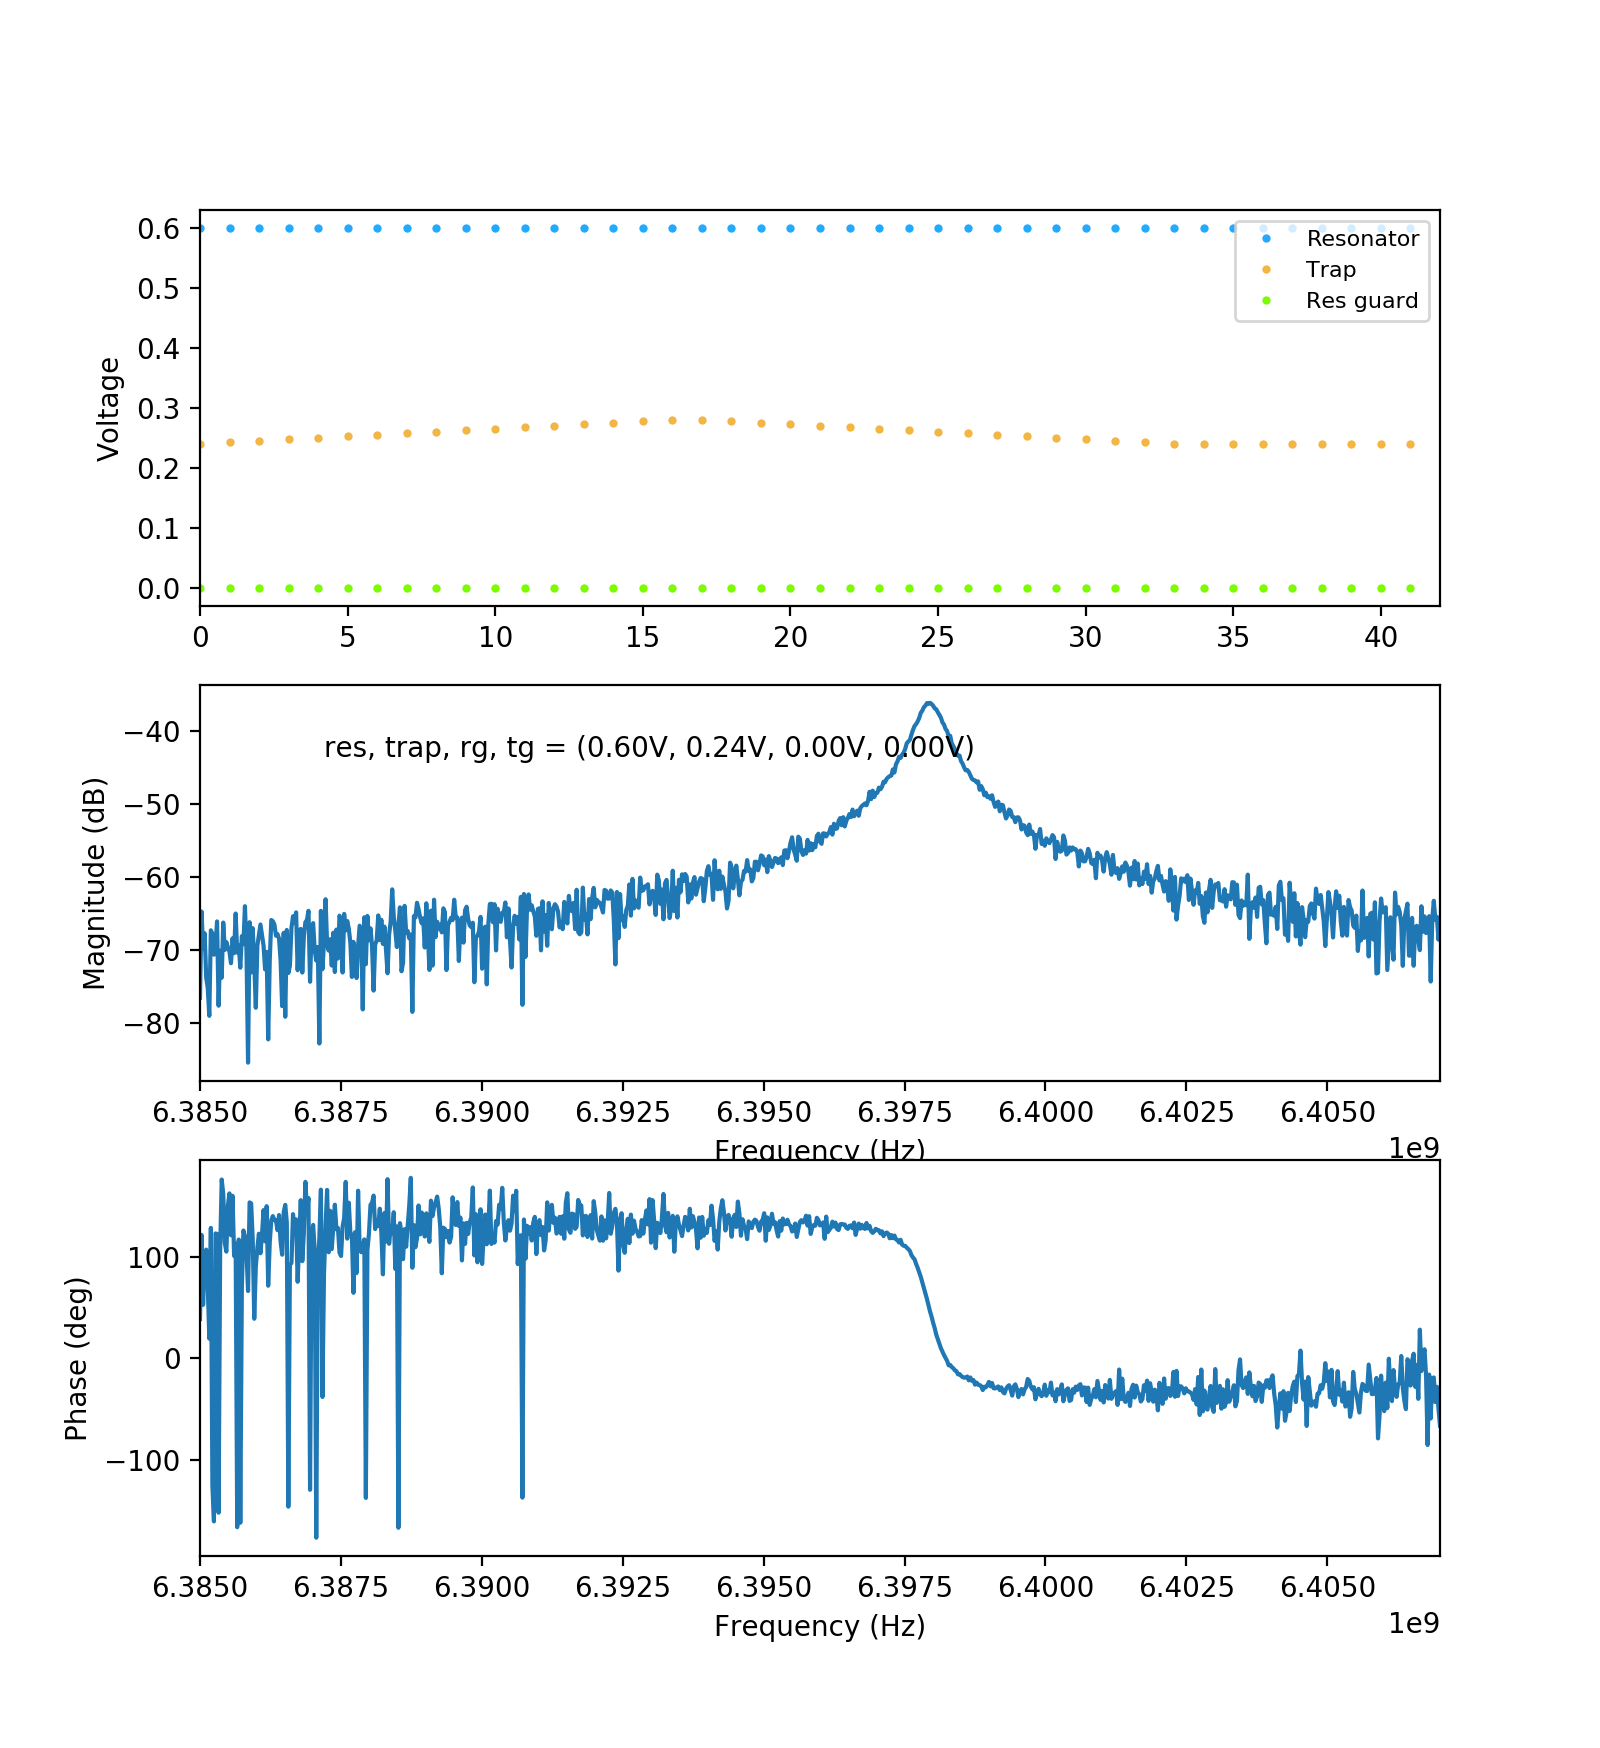 0.6
0.5
0.4
0.3
0.2
0.1
0.0
Voltage
Resonator
Trap
Res guard
0 5 10 15 20 25 30 35 40
−40
−50
−60
−70
−80
Magnitude (dB)
res, trap, rg, tg = (0.60V, 0.24V, 0.00V, 0.00V)
6.3850 6.3875 6.3900 6.3925 6.3950 6.3975 6.4000 6.4025 6.4050
Frequency (Hz)
1e9
100
0
−100
Phase (deg)
6.3850 6.3875 6.3900 6.3925 6.3950 6.3975 6.4000 6.4025 6.4050
Frequency (Hz)
1e9